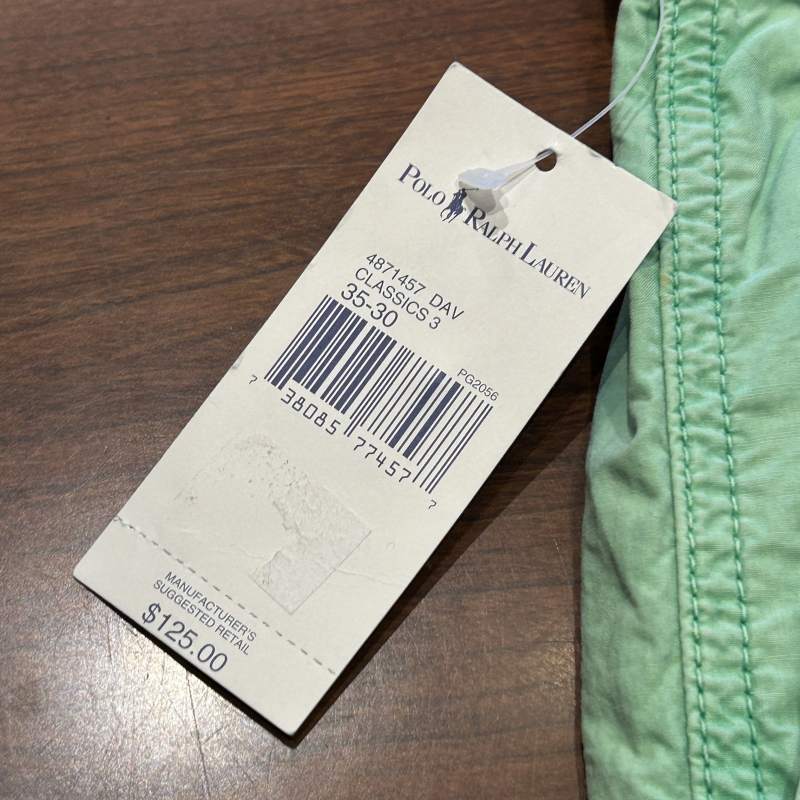 POLO RALPH LAUREN
4871457 DAV
CLASSICS 3
35-30
PG2056
7 38085 77457 7
MANUFACTURER'S
SUGGESTED RETAIL
$125.00